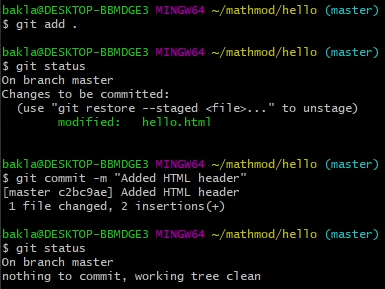 bakla@DESKTOP-BBMDGE3 MINGW64 ~/mathmod/hello (master)
$ git add .
bakla@DESKTOP-BBMDGE3 MINGW64 ~/mathmod/hello (master)
$ git status
On branch master
Changes to be committed:
  (use "git restore --staged <file>..." to unstage)
        modified:   hello.html
bakla@DESKTOP-BBMDGE3 MINGW64 ~/mathmod/hello (master)
$ git commit -m "Added HTML header"
[master c2bc9ae] Added HTML header
 1 file changed, 2 insertions(+)
bakla@DESKTOP-BBMDGE3 MINGW64 ~/mathmod/hello (master)
$ git status
On branch master
nothing to commit, working tree clean